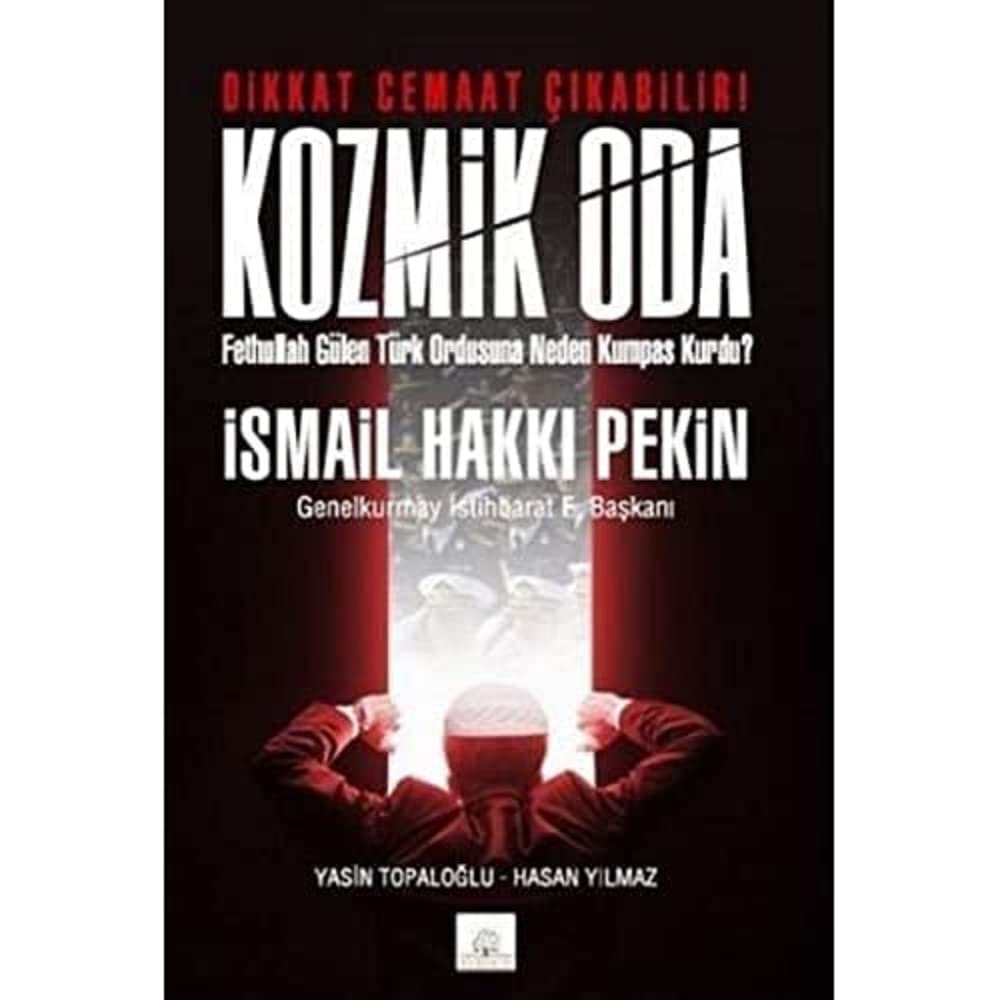 DİKKAT CEMAAT ÇIKABİLİR!
KOZMİK ODA
Fethullah Gülen Türk Ordusuna Neden Kumpas Kurdu?
İSMAİL HAKKI PEKİN
Genelkurmay İstihbarat E. Başkanı
YASİN TOPALOĞLU - HASAN YILMAZ